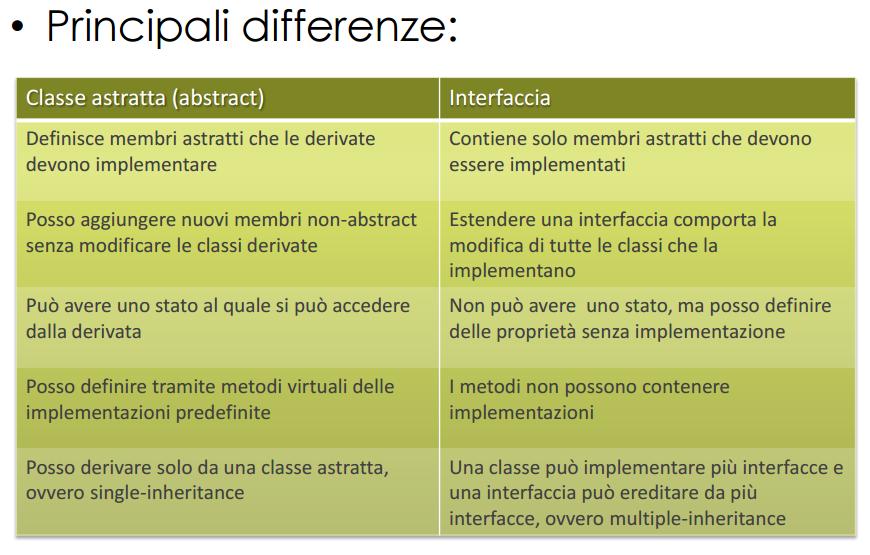 • Principali differenze:
Classe astratta (abstract)
Interfaccia
Definisce membri astratti che le derivate
devono implementare
Contiene solo membri astratti che devono
essere implementati
Posso aggiungere nuovi membri non-abstract
senza modificare le classi derivate
Estendere una interfaccia comporta la
modifica di tutte le classi che la
implementano
Può avere uno stato al quale si può accedere
dalla derivata
Non può avere uno stato, ma posso definire
delle proprietà senza implementazione
Posso definire tramite metodi virtuali delle
implementazioni predefinite
I metodi non possono contenere
implementazioni
Posso derivare solo da una classe astratta,
ovvero single-inheritance
Una classe può implementare più interfacce e
una interfaccia può ereditare da più
interfacce, ovvero multiple-inheritance